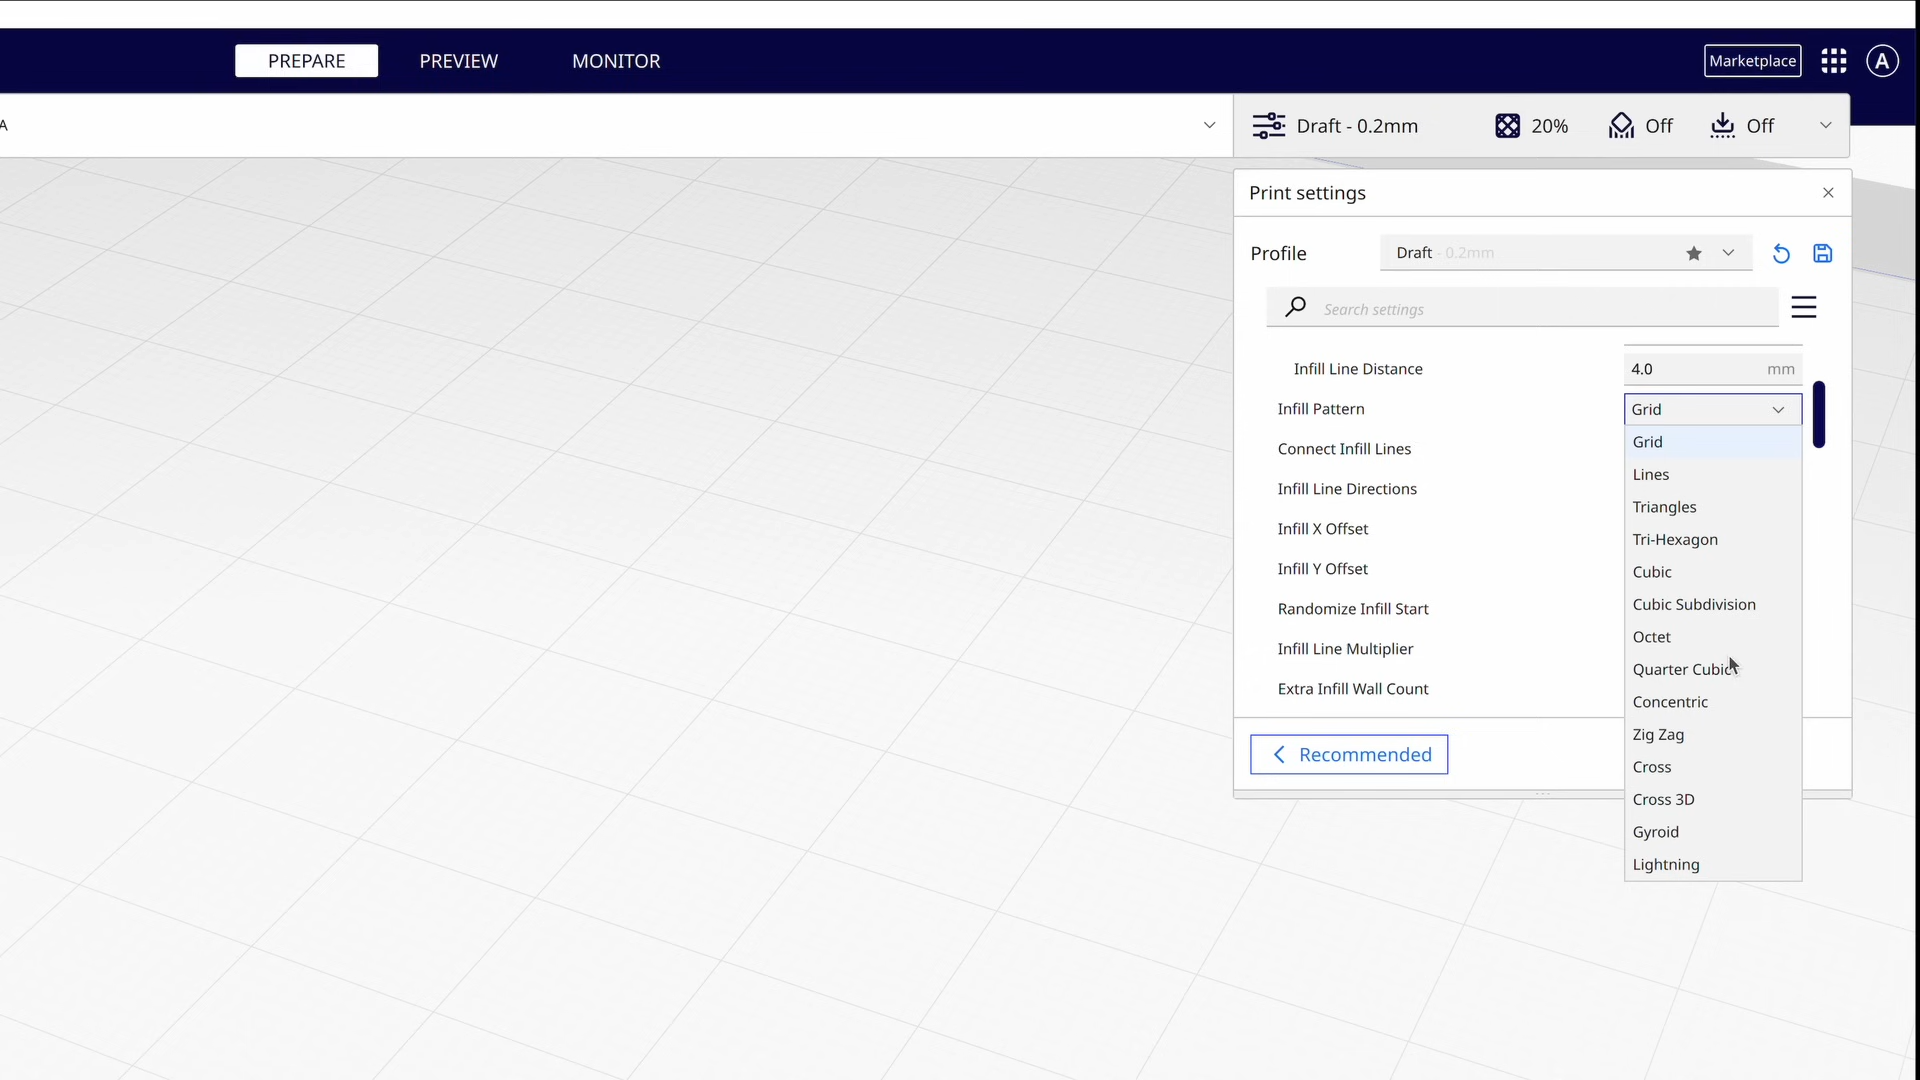 PREPARE PREVIEW MONITOR Marketplace A
A Draft - 0.2mm 20% Off Off
Print settings
Profile Draft - 0.2mm
Search settings
Infill Line Distance 4.0 mm
Infill Pattern Grid
Grid
Connect Infill Lines
Lines
Infill Line Directions
Triangles
Infill X Offset
Tri-Hexagon
Infill Y Offset
Cubic
Randomize Infill Start
Cubic Subdivision
Infill Line Multiplier
Octet
Quarter Cubic
Extra Infill Wall Count
Concentric
Zig Zag
Recommended
Cross
Cross 3D
Gyroid
Lightning